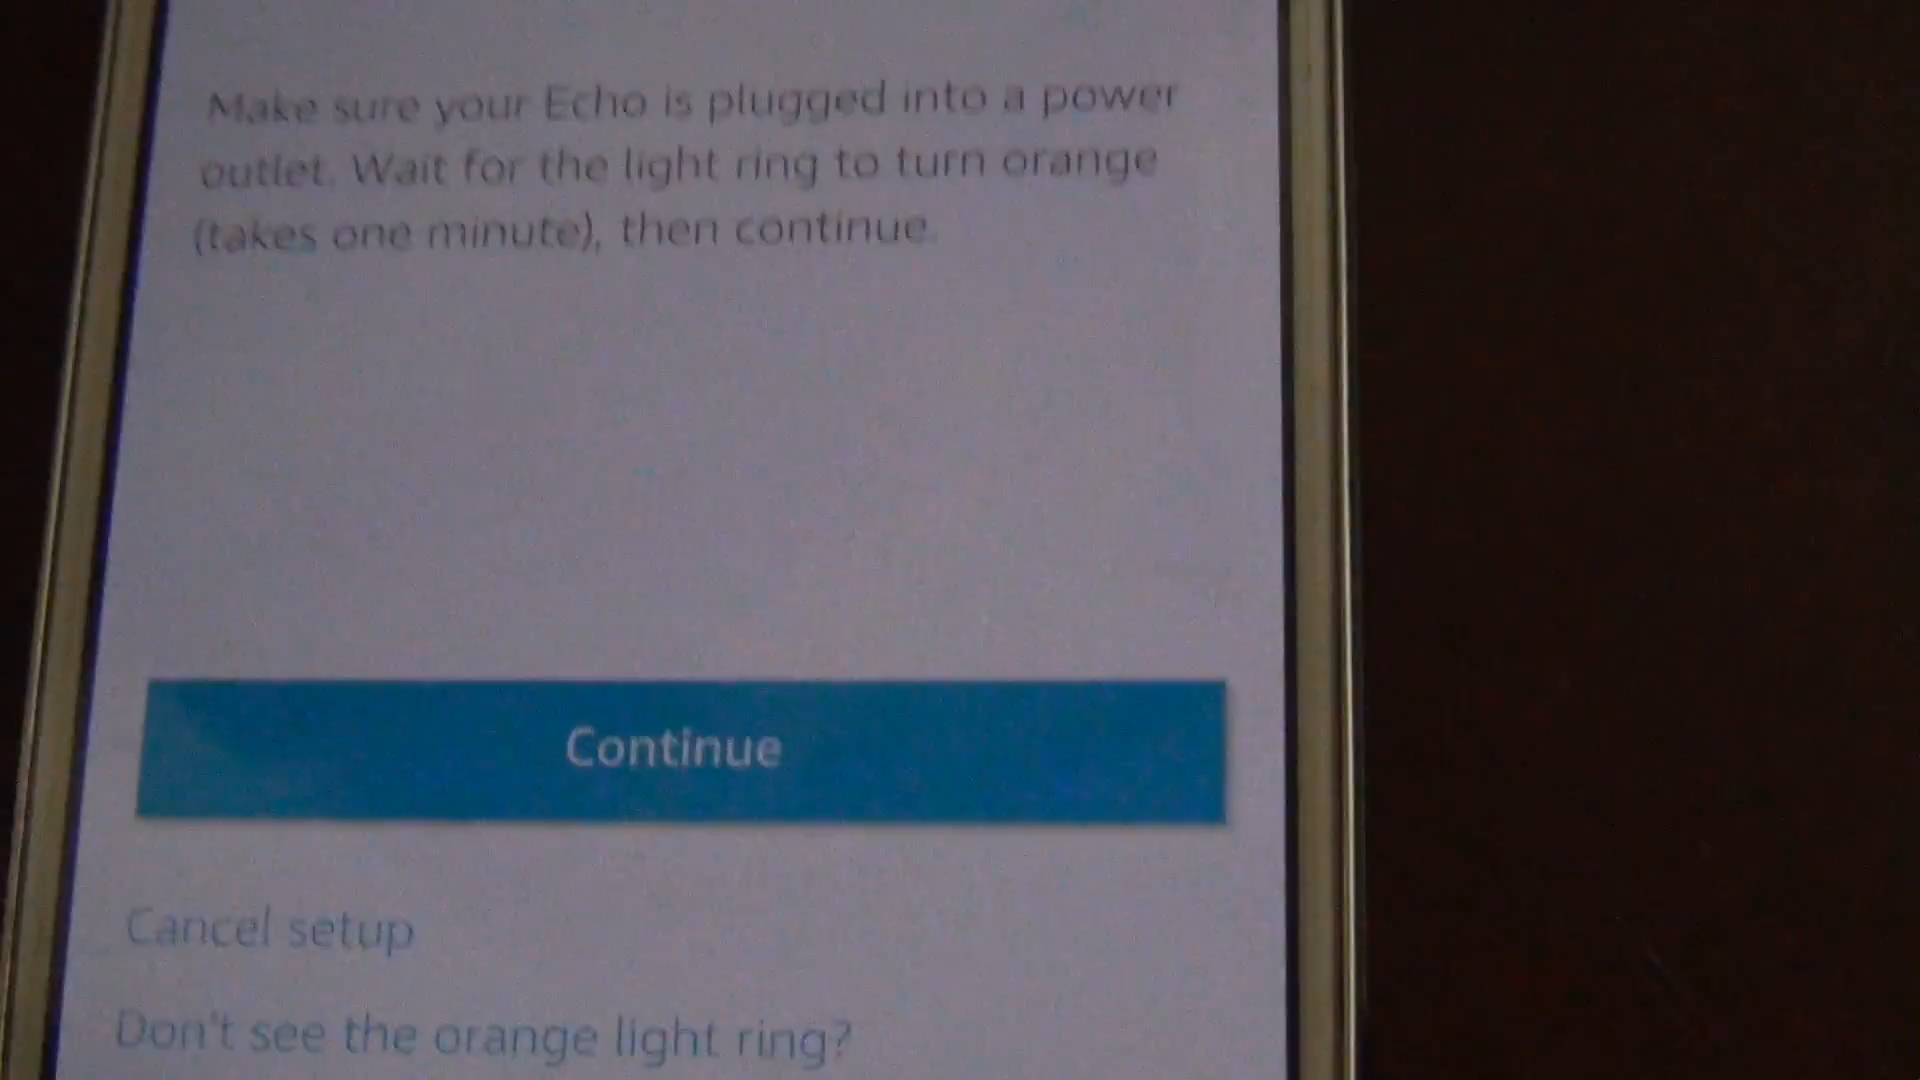 Make sure your Echo is plugged into a power
outlet. Wait for the light ring to turn orange
(takes one minute), then continue.
Continue
Cancel setup
Don't see the orange light ring?